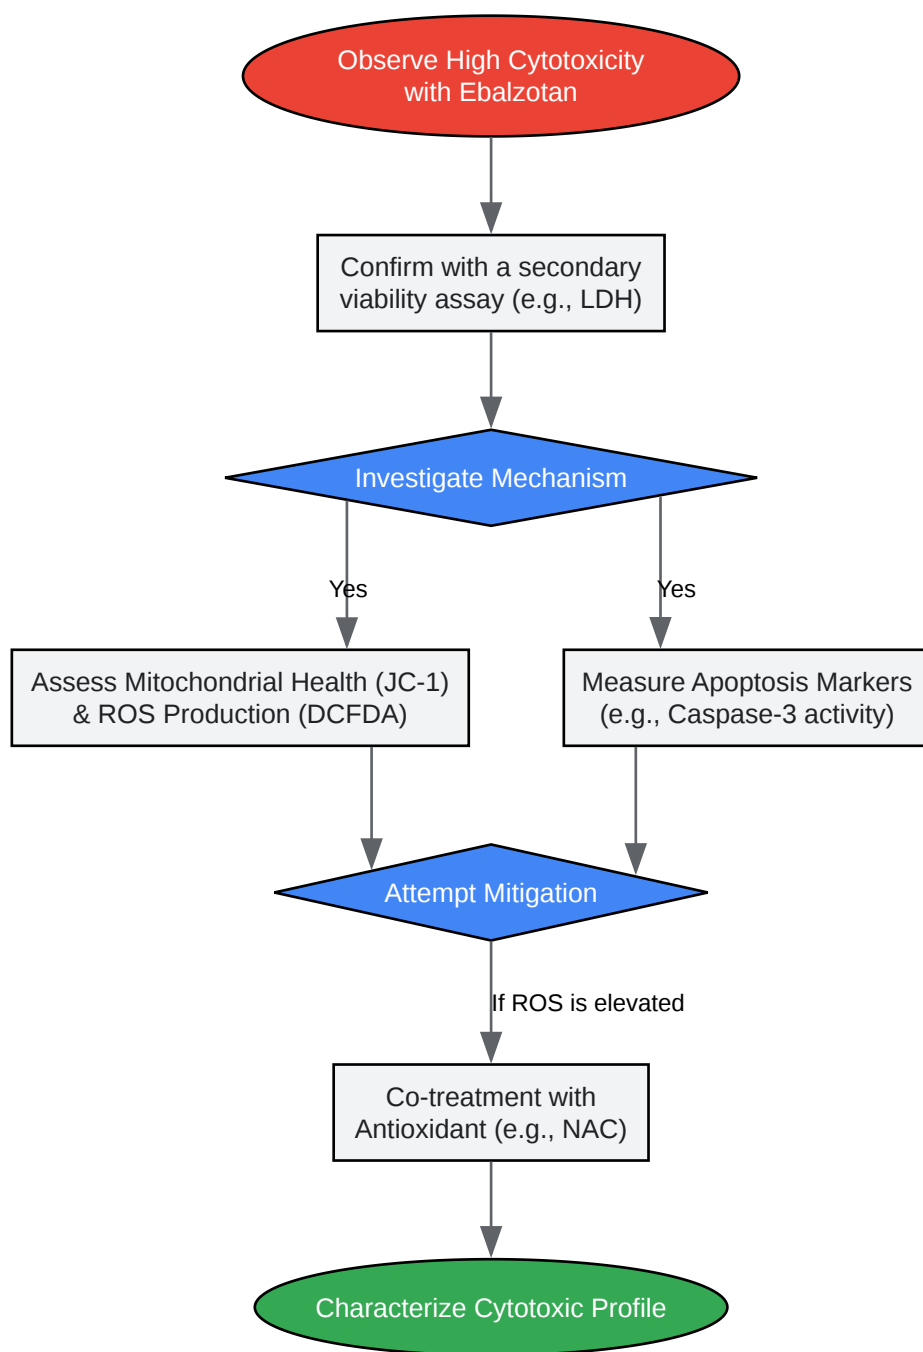 Observe High Cytotoxicity
with Ebalzotan
Confirm with a secondary
viability assay (e.g., LDH)
Investigate Mechanism
Yes
Yes
Assess Mitochondrial Health (JC-1)
& ROS Production (DCFDA)
Measure Apoptosis Markers
(e.g., Caspase-3 activity)
Attempt Mitigation
If ROS is elevated
Co-treatment with
Antioxidant (e.g., NAC)
Characterize Cytotoxic Profile